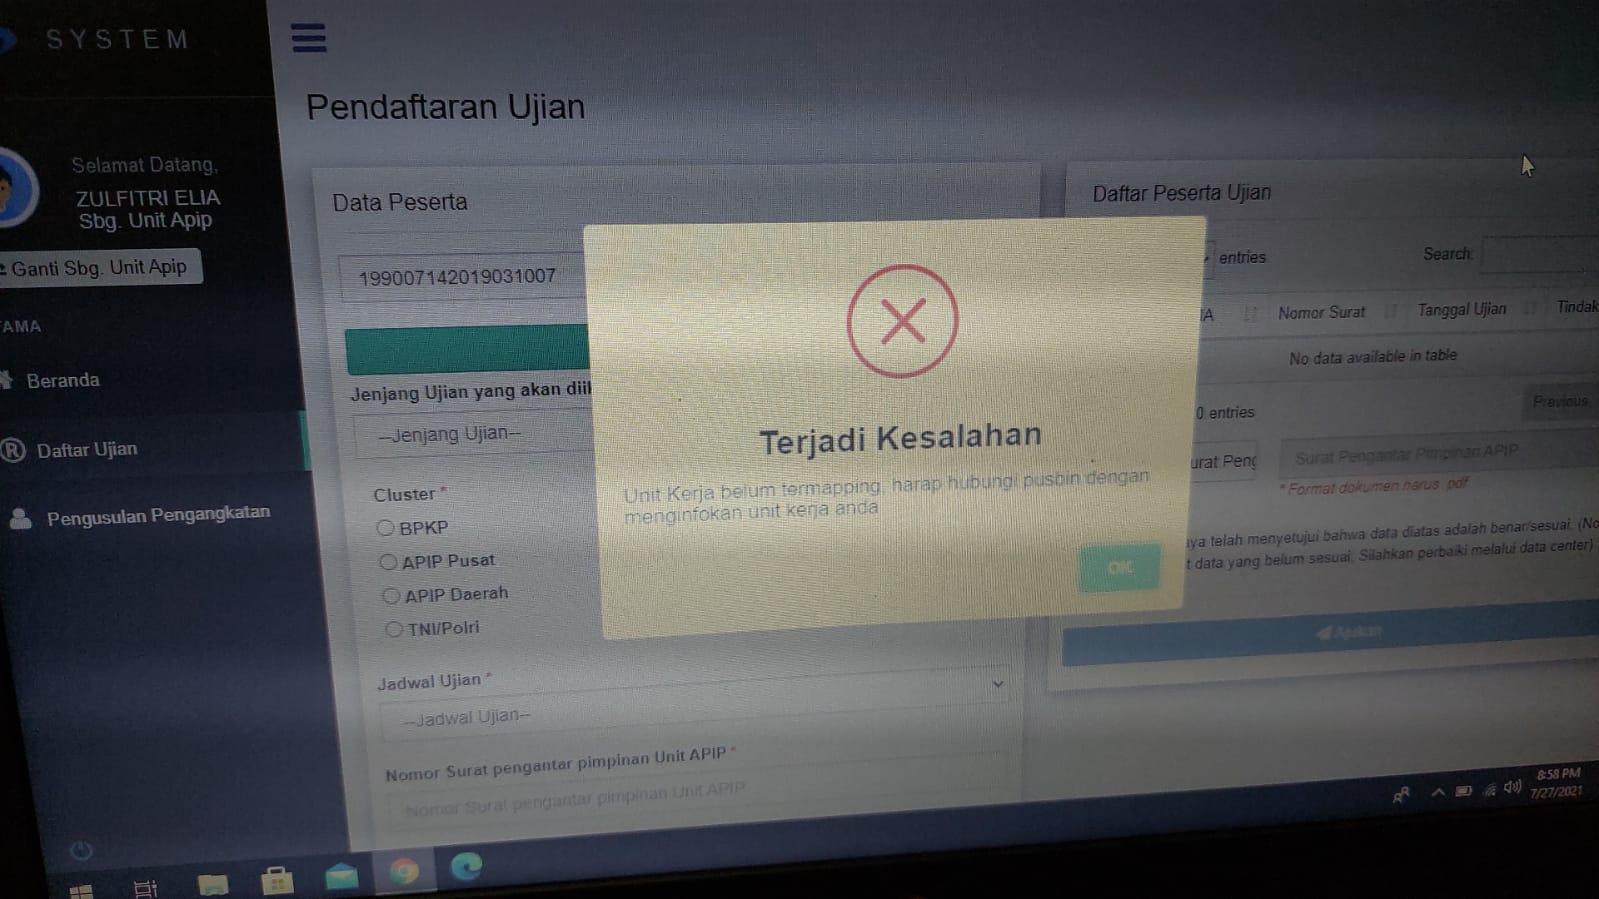 SYSTEM
Selamat Datang,
ZULFITRI ELIA
Sbg. Unit Apip
Ganti Sbg. Unit Apip
AMA
Beranda
Daftar Ujian
Pengusulan Pengangkatan
Pendaftaran Ujian
Data Peserta
199007142019031007
Jenjang Ujian yang akan diil
--Jenjang Ujian--
Cluster *
BPKP
APIP Pusat
APIP Daerah
TNI/Polri
Jadwal Ujian *
--Jadwal Ujian--
Nomor Surat pengantar pimpinan Unit APIP *
Nomor Surat pengantar pimpinan Unit APIP
Terjadi Kesalahan
Unit Kerja belum termapping, harap hubungi pusbin dengan
menginfokan unit kerja anda
OK
Daftar Peserta Ujian
entries
Search:
IA Nomor Surat Tanggal Ujian Tindak
No data available in table
0 entries
Previous
urat Peng
Surat Pengantar Pimpinan APIP
* Format dokumen harus .pdf
ya telah menyetujui bahwa data diatas adalah benar/sesuai. (No
t data yang belum sesuai. Silahkan perbaiki melalui data center)
Ajukan
8:58 PM
7/27/2021